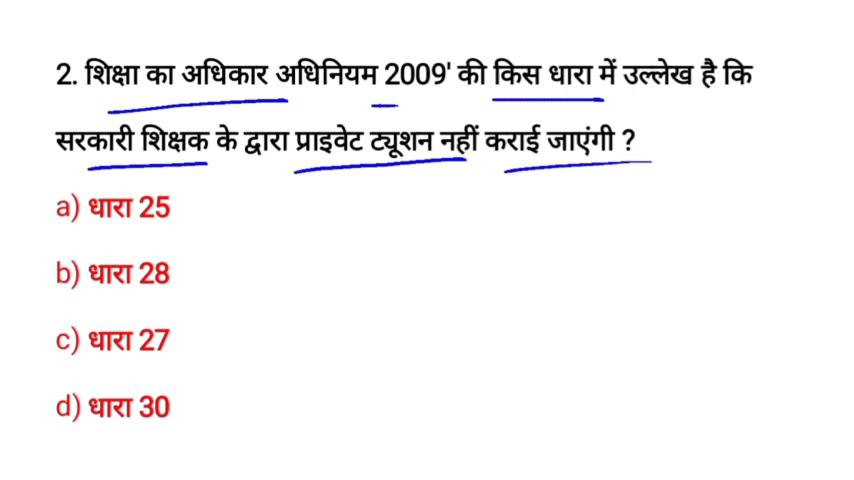 2. शिक्षा का अधिकार अधिनियम 2009' की किस धारा में उल्लेख है कि
सरकारी शिक्षक के द्वारा प्राइवेट ट्यूशन नहीं कराई जाएंगी ?
a) धारा 25
b) धारा 28
c) धारा 27
d) धारा 30